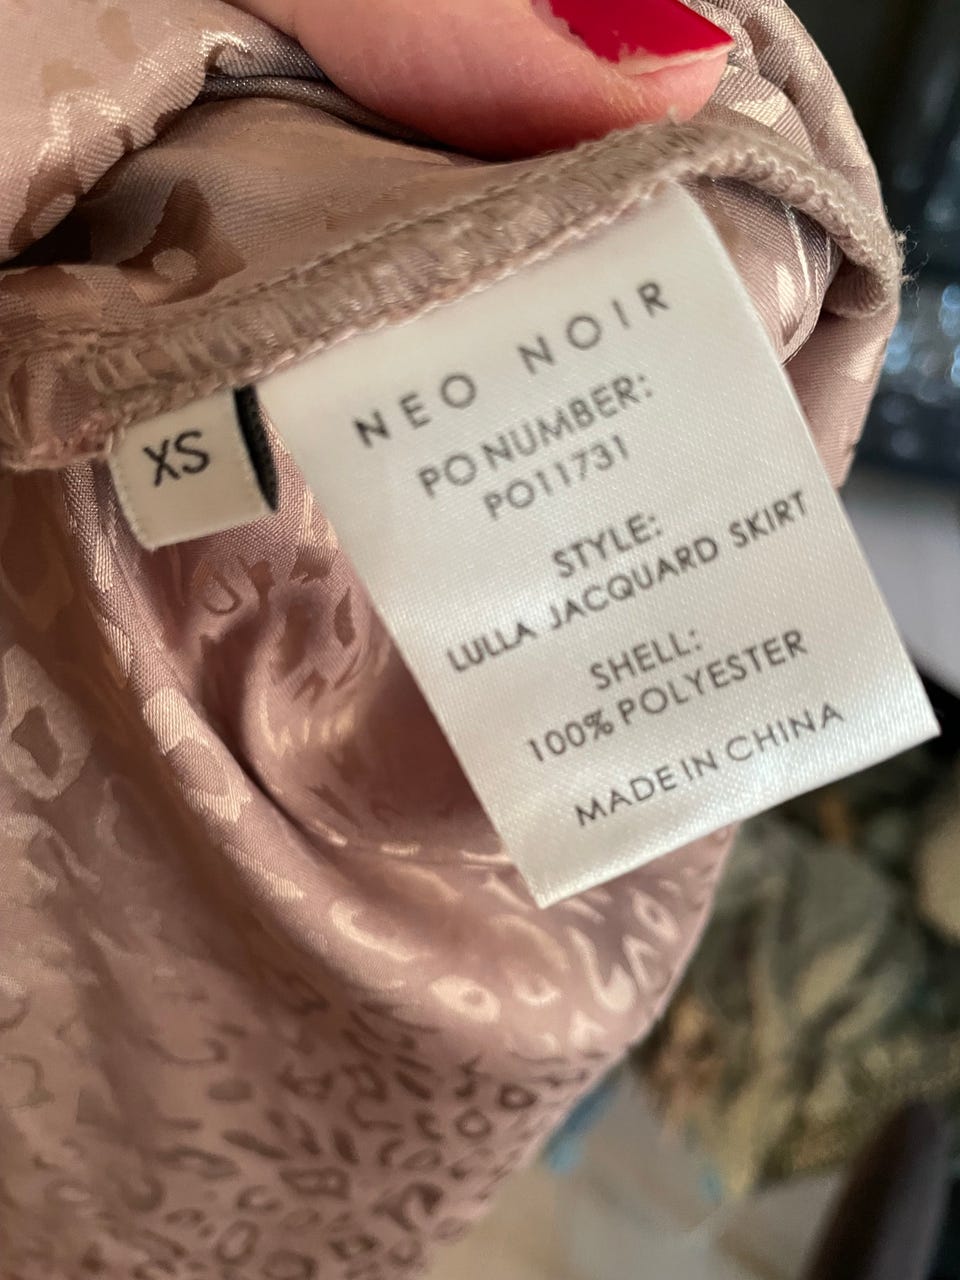 XS
NEO NOIR
PO NUMBER:
PO11731
STYLE:
LULLA JACQUARD SKIRT
SHELL:
100% POLYESTER
MADE IN CHINA